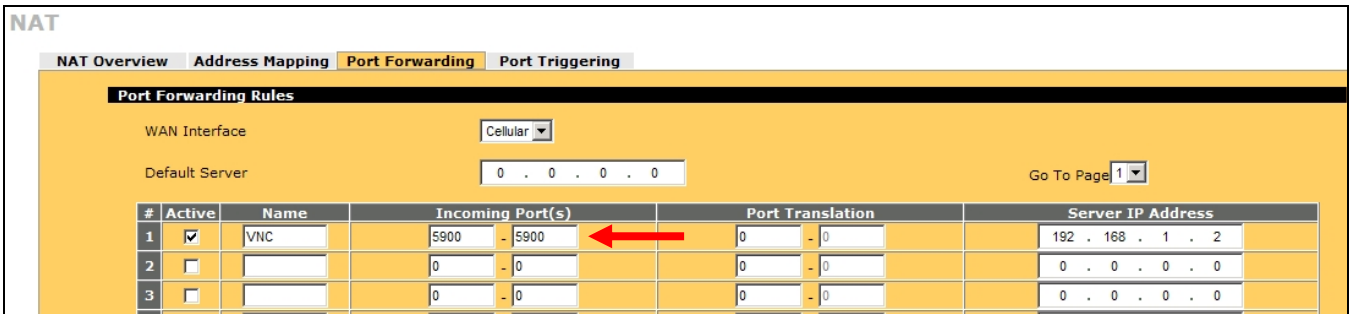 NAT
NAT Overview Address Mapping Port Forwarding Port Triggering
Port Forwarding Rules
WAN Interface Cellular
Default Server 0 . 0 . 0 . 0 Go To Page 1
# Active Name Incoming Port(s) Port Translation Server IP Address
1 VNC 5900 - 5900 0 - 0 192 . 168 . 1 . 2
2 0 - 0 0 - 0 0 . 0 . 0 . 0
3 0 - 0 0 - 0 0 . 0 . 0 . 0